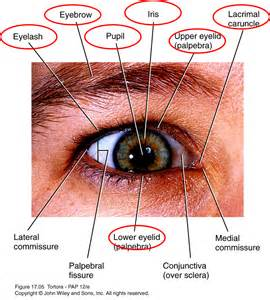 Iris
Eyebrow
Lacrimal
caruncle
Eyelash
Pupil
Upper eyelid
(palpebra)
Lateral
commissure
Lower eyelid
(palpebra)
Medial
commissure
Palpebral
fissure
Conjunctiva
(over sclera)
Figure 17.05 Tortora - PAP 12/e
Copyright © John Wiley and Sons, Inc. All rights reserved.